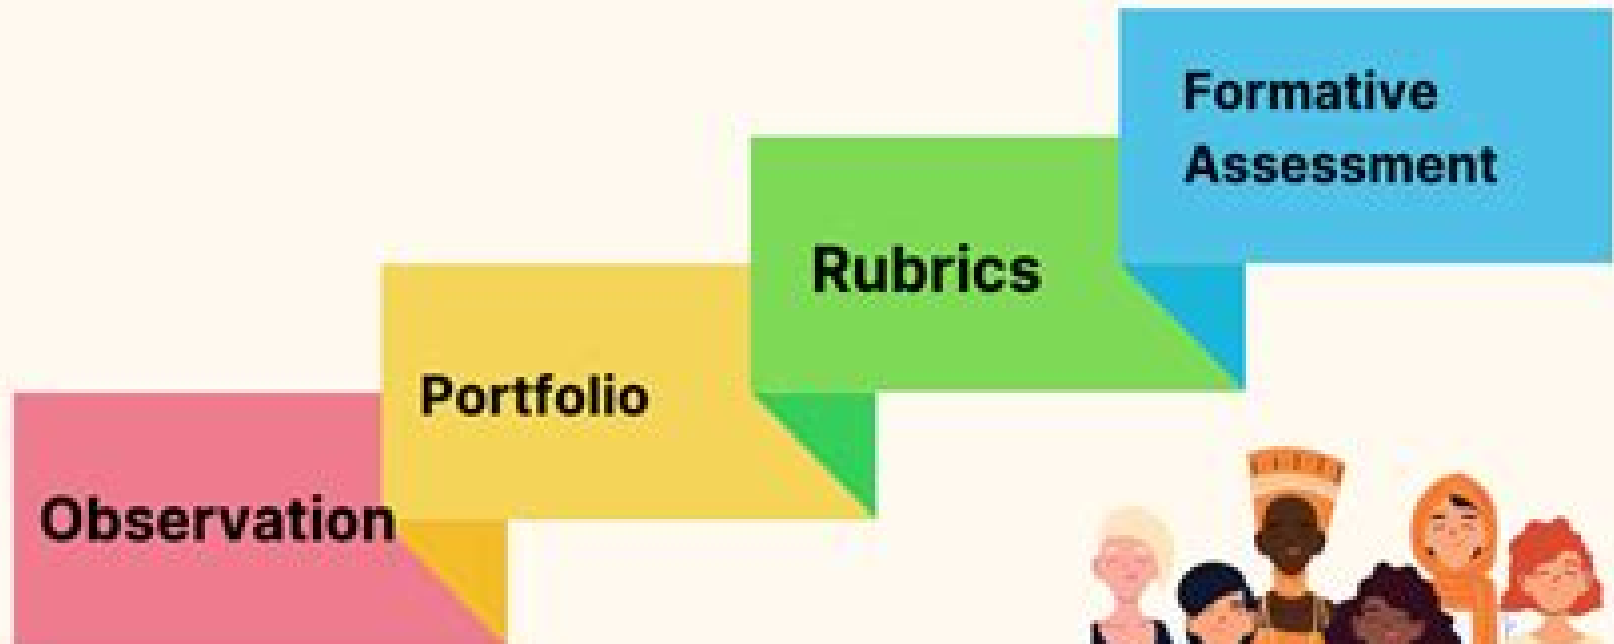 Formative
Assessment
Rubrics
Portfolio
Observation